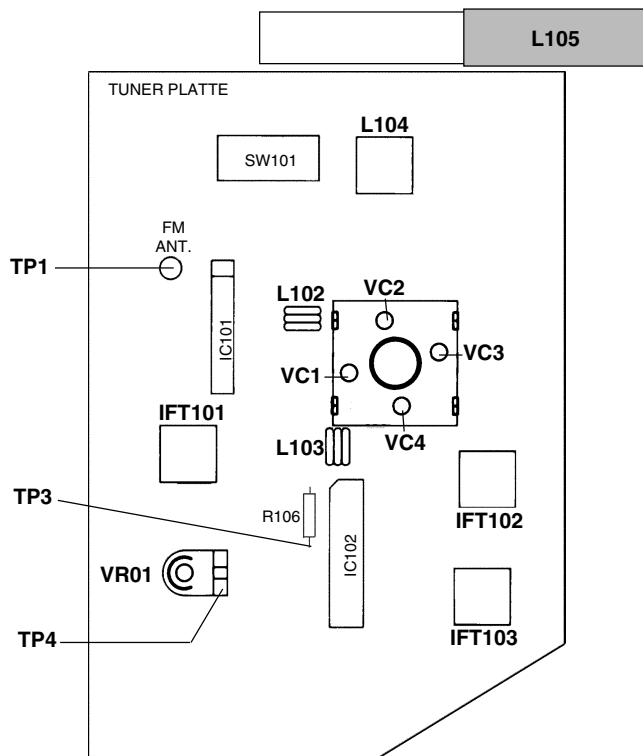 L105
TUNER PLATTE
L104
SW101
FM
ANT.
TP1
L102
VC2
IC101
VC3
VC1
IFT101
VC4
L103
TP3
R106
IFT102
IC102
VR01
TP4
IFT103